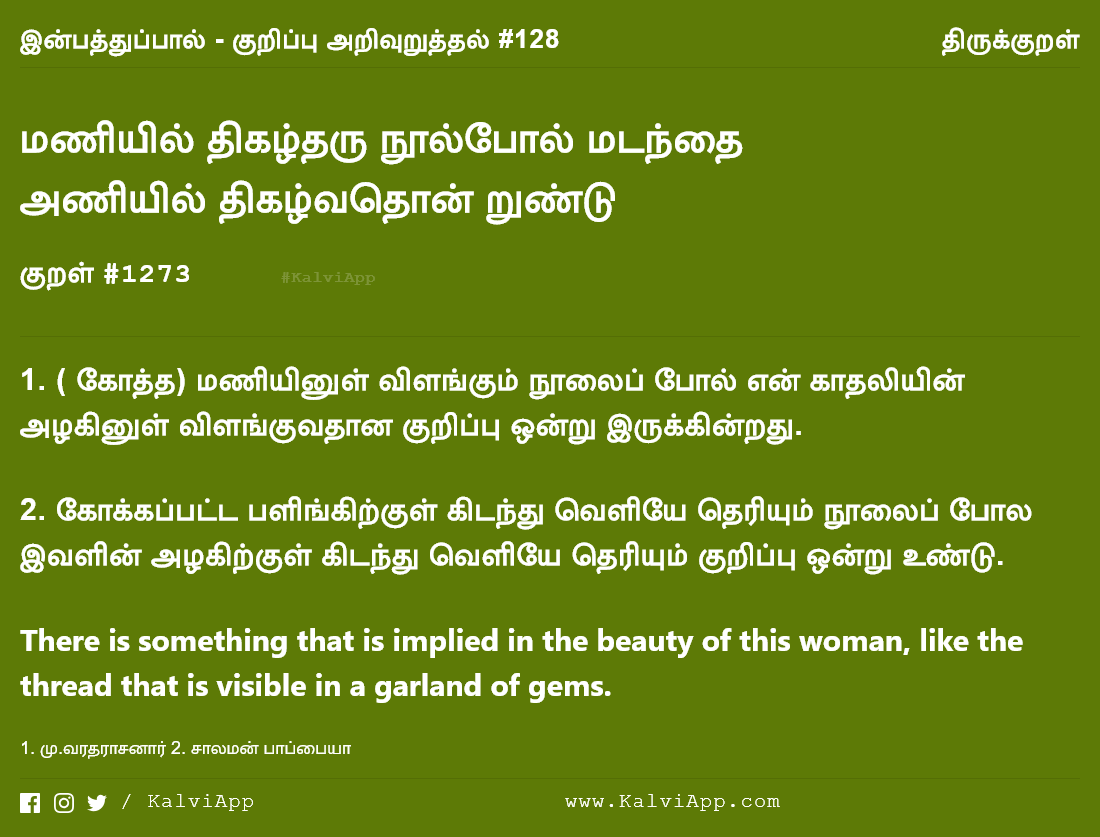 இன்பத்துப்பால் - குறிப்பு அறிவுறுத்தல் #128 திருக்குறள்
மணியில் திகழ்தரு நூல்போல் மடந்தை
அணியில் திகழ்வதொன் றுண்டு
குறள் #1273 #KalviApp
1. ( கோத்த) மணியினுள் விளங்கும் நூலைப் போல் என் காதலியின்
அழகினுள் விளங்குவதான குறிப்பு ஒன்று இருக்கின்றது.
2. கோக்கப்பட்ட பளிங்கிற்குள் கிடந்து வெளியே தெரியும் நூலைப் போல
இவளின் அழகிற்குள் கிடந்து வெளியே தெரியும் குறிப்பு ஒன்று உண்டு.
There is something that is implied in the beauty of this woman, like the
thread that is visible in a garland of gems.
1. மு.வரதராசனார் 2. சாலமன் பாப்பையா
/ KalviApp www.KalviApp.com